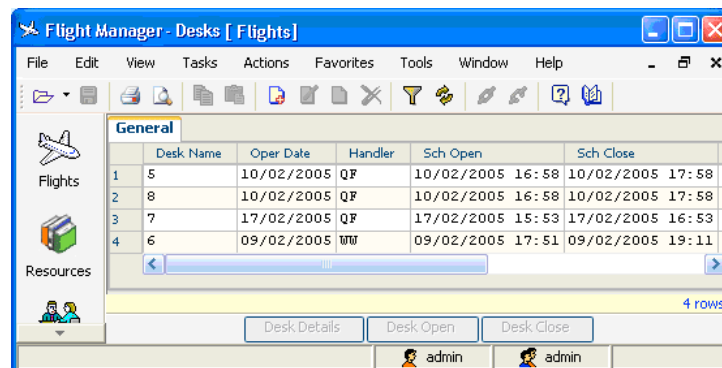 Flight Manager - Desks [ Flights]
File Edit View Tasks Actions Favorites Tools Window Help
General
Desk Name Oper Date Handler Sch Open Sch Close
1 5 10/02/2005 QF 10/02/2005 16:58 10/02/2005 17:58
2 8 10/02/2005 QF 10/02/2005 16:58 10/02/2005 17:58
3 7 17/02/2005 QF 17/02/2005 15:53 17/02/2005 16:53
4 6 09/02/2005 WW 09/02/2005 17:51 09/02/2005 19:11
Flights
Resources
4 rows
Desk Details Desk Open Desk Close
admin admin